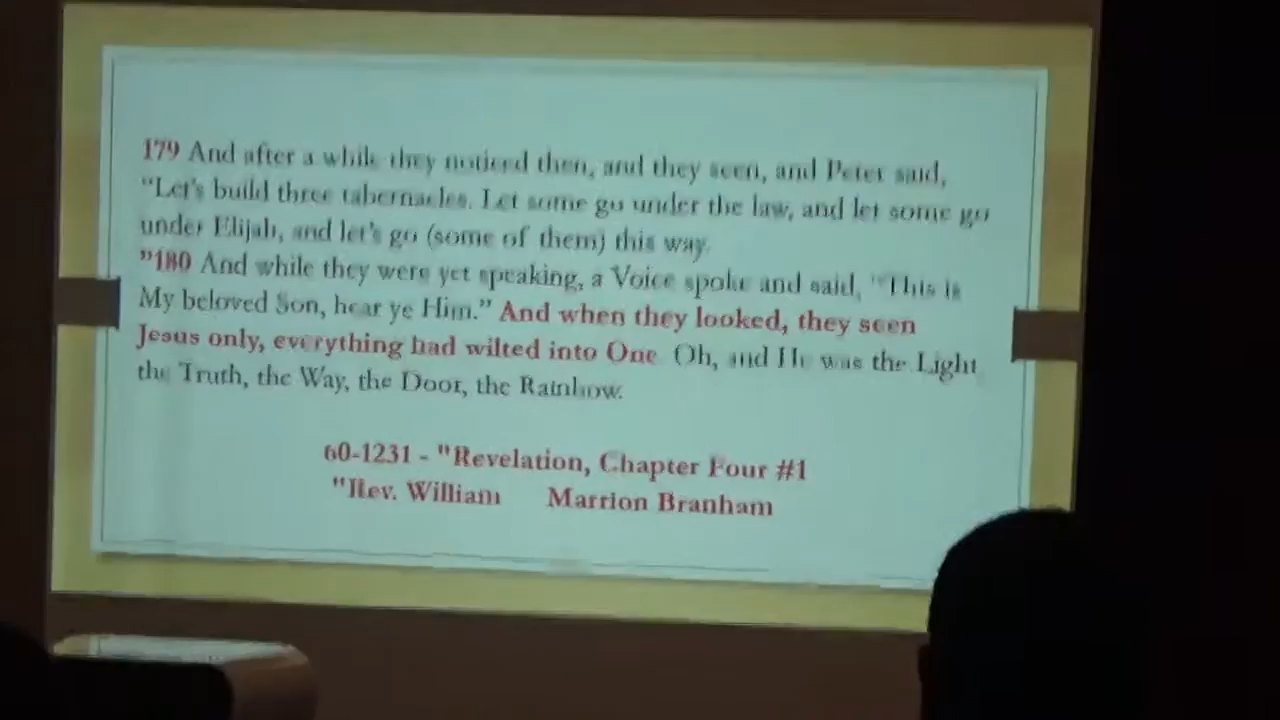 179 And after a while they noticed then, and they seen, and Peter said,
“Let's build three tabernacles. Let some go under the law, and let some go
under Elijah, and let's go (some of them) this way.
”180 And while they were yet speaking, a Voice spoke and said, “This is
My beloved Son, hear ye Him.” And when they looked, they seen
Jesus only, everything had wilted into One. Oh, and He was the Light,
the Truth, the Way, the Door, the Rainbow.
60-1231 - "Revelation, Chapter Four #1
"Rev. William Marrion Branham